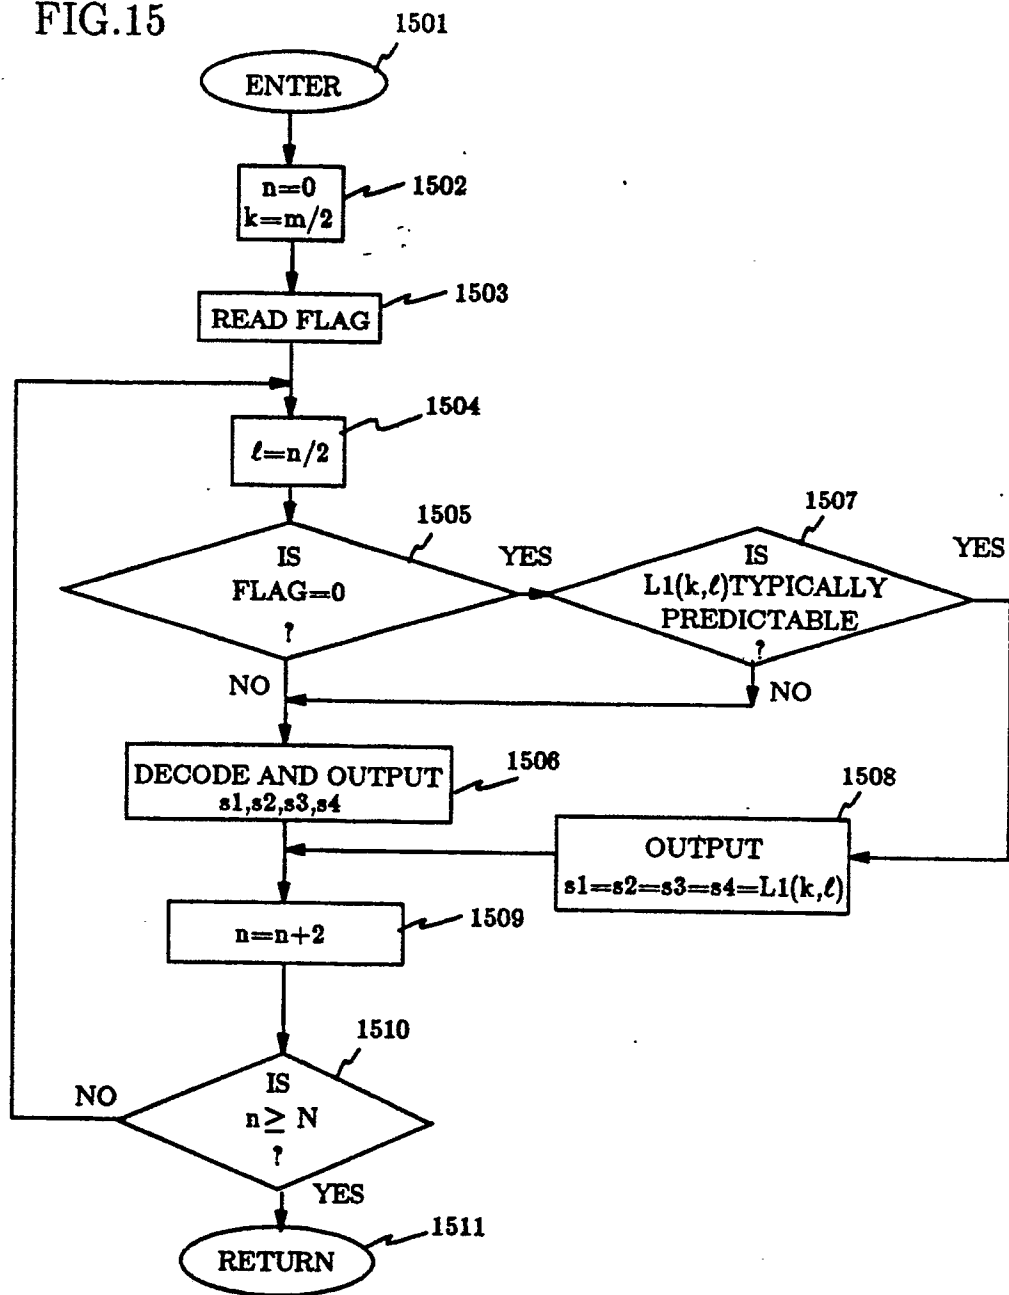 FIG.15
1501
ENTER
n=0
k=m/2
1502
READ FLAG
1503
1504
ℓ=n/2
1505
IS
FLAG=0
?
YES
NO
1507
IS
L1(k,ℓ)TYPICALLY
PREDICTABLE
?
YES
NO
DECODE AND OUTPUT
s1,s2,s3,s4
1506
1508
OUTPUT
s1=s2=s3=s4=L1(k,ℓ)
n=n+2
1509
1510
IS
n≥ N
?
NO
YES
RETURN
1511